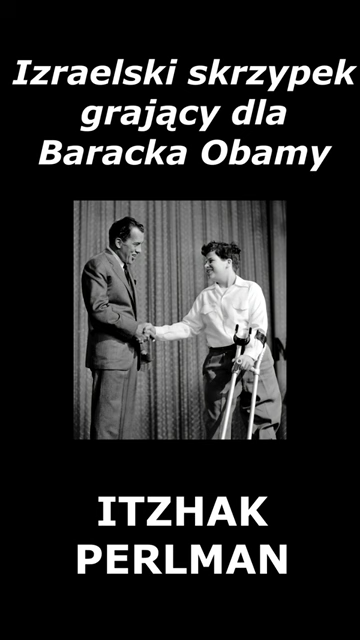 Izraelski skrzypek
grający dla
Baracka Obamy
ITZHAK
PERLMAN